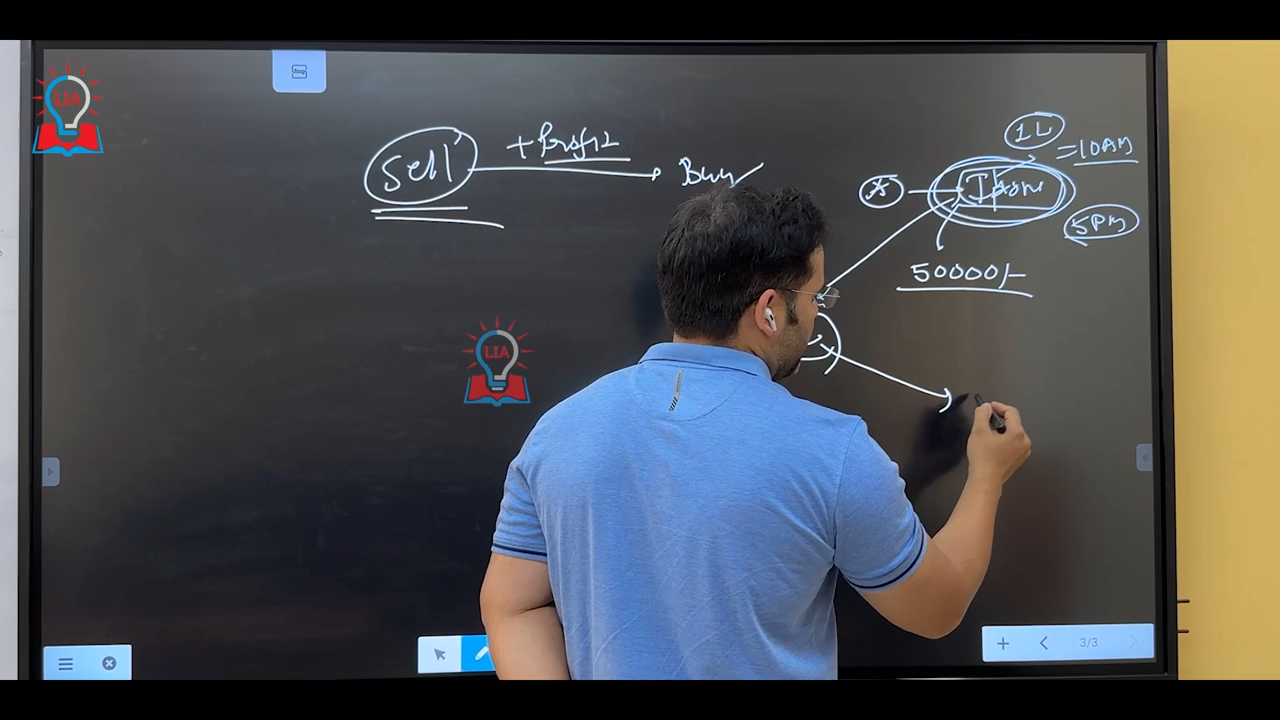 LIA
Sell + Profit Buy
1L = 10AM
A
5PM
50000/-
LIA
3/3